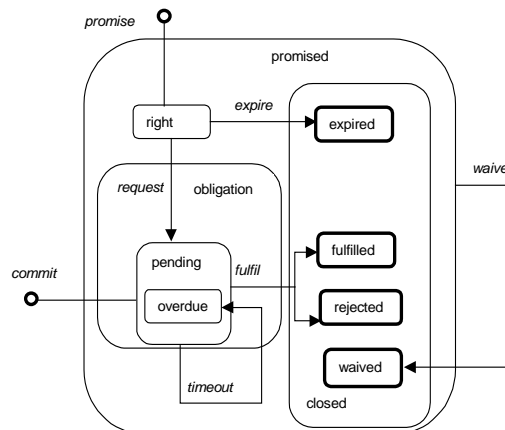 promise
promised
expire
right
expired
waive
request
obligation
pending
fulfil
fulfilled
commit
overdue
rejected
waived
timeout
closed